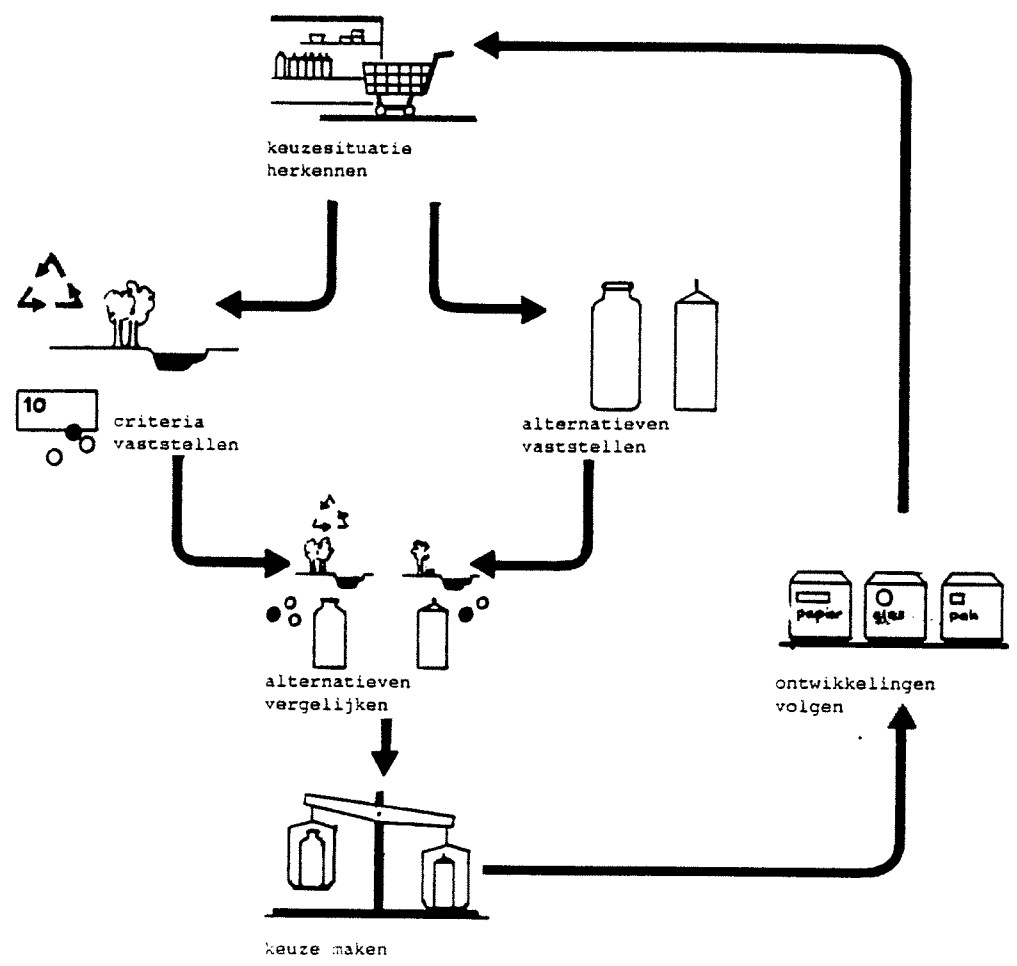 keuzesituatie
herkennen
10
criteria
vaststellen
alternatieven
vaststellen
papier
glas
pak
alternatieven
vergelijken
ontwikkelingen
volgen
keuze maken